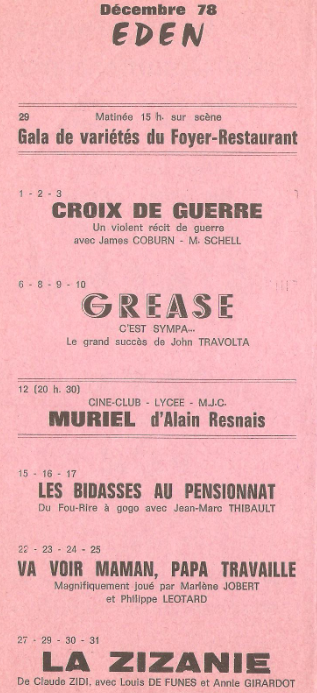 Décembre 78
EDEN
29 Matinée 15 h. sur scène
Gala de variétés du Foyer-Restaurant
1 - 2 - 3
CROIX DE GUERRE
Un violent récit de guerre
avec James COBURN - M. SCHELL
6 - 8 - 9 - 10
GREASE
C'EST SYMPA...
Le grand succès de John TRAVOLTA
12 (20 h. 30)
CINE-CLUB - LYCEE - M.J.C.
MURIEL d'Alain Resnais
15 - 16 - 17
LES BIDASSES AU PENSIONNAT
Du Fou-Rire à gogo avec Jean-Marc THIBAULT
22 - 23 - 24 - 25
VA VOIR MAMAN, PAPA TRAVAILLE
Magnifiquement joué par Marlène JOBERT
et Philippe LEOTARD
27 - 29 - 30 - 31
LA ZIZANIE
De Claude ZIDI, avec Louis DE FUNES et Annie GIRARDOT